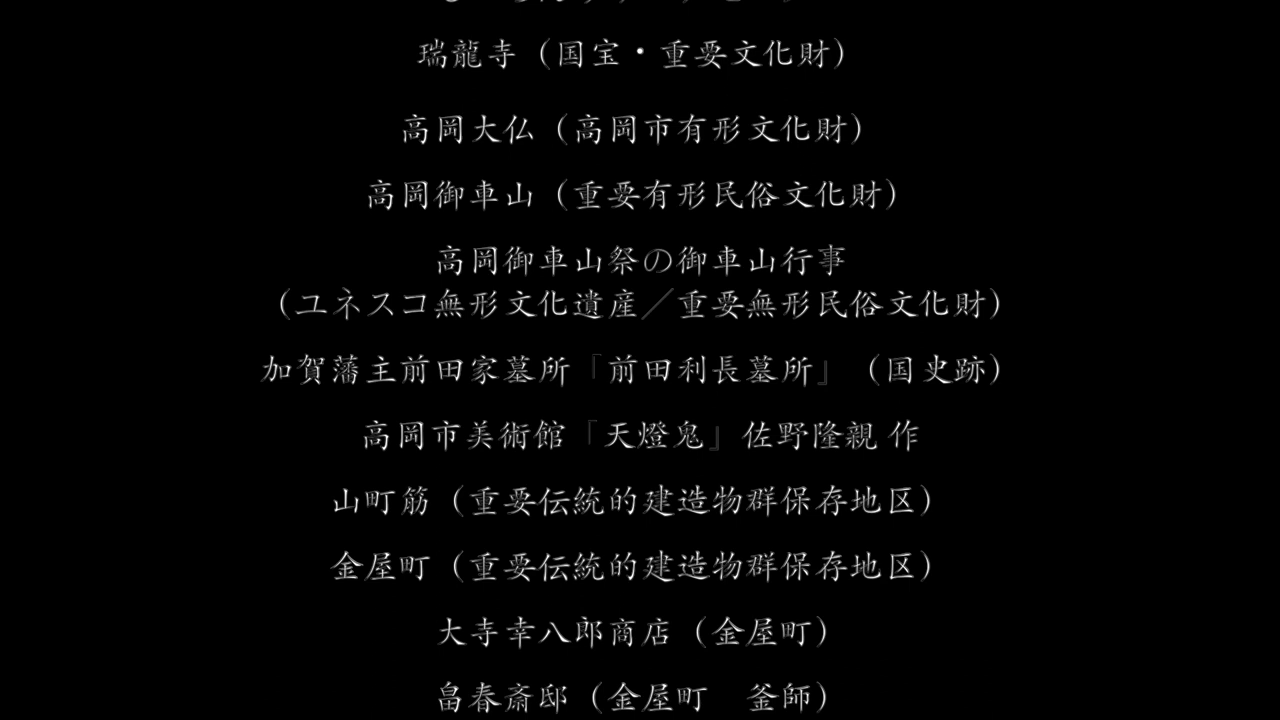 瑞龍寺（国宝・重要文化財）
高岡大仏（高岡市有形文化財）
高岡御車山（重要有形民俗文化財）
高岡御車山祭の御車山行事
（ユネスコ無形文化遺産／重要無形民俗文化財）
加賀藩主前田家墓所『前田利長墓所』（国史跡）
高岡市美術館『天燈鬼』佐野隆親 作
山町筋（重要伝統的建造物群保存地区）
金屋町（重要伝統的建造物群保存地区）
大寺幸八郎商店（金屋町）
畠春斎邸（金屋町　釜師）